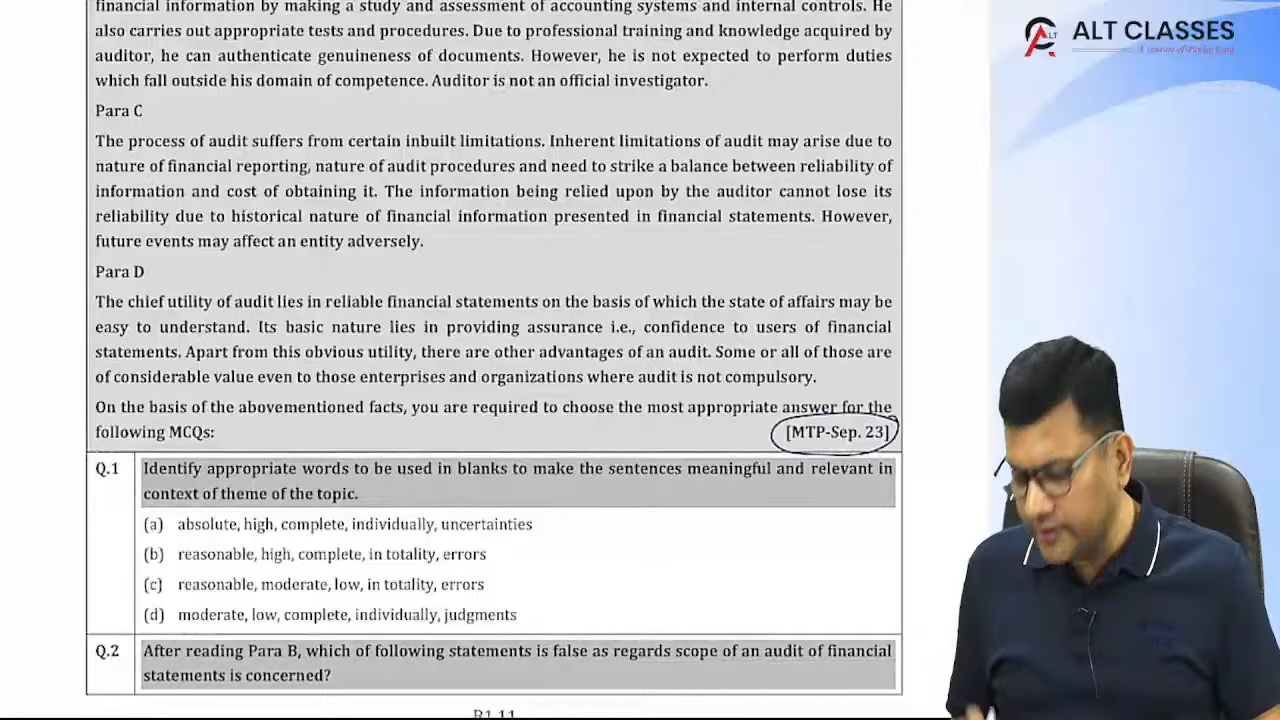 financial information by making a study and assessment of accounting systems and internal controls. He
also carries out appropriate tests and procedures. Due to professional training and knowledge acquired by
auditor, he can authenticate genuineness of documents. However, he is not expected to perform duties
which fall outside his domain of competence. Auditor is not an official investigator.
Para C
The process of audit suffers from certain inbuilt limitations. Inherent limitations of audit may arise due to
nature of financial reporting, nature of audit procedures and need to strike a balance between reliability of
information and cost of obtaining it. The information being relied upon by the auditor cannot lose its
reliability due to historical nature of financial information presented in financial statements. However,
future events may affect an entity adversely.
Para D
The chief utility of audit lies in reliable financial statements on the basis of which the state of affairs may be
easy to understand. Its basic nature lies in providing assurance i.e., confidence to users of financial
statements. Apart from this obvious utility, there are other advantages of an audit. Some or all of those are
of considerable value even to those enterprises and organizations where audit is not compulsory.
On the basis of the abovementioned facts, you are required to choose the most appropriate answer for the
following MCQs: [MTP-Sep. 23]
Q.1 Identify appropriate words to be used in blanks to make the sentences meaningful and relevant in
context of theme of the topic.
(a) absolute, high, complete, individually, uncertainties
(b) reasonable, high, complete, in totality, errors
(c) reasonable, moderate, low, in totality, errors
(d) moderate, low, complete, individually, judgments
Q.2 After reading Para B, which of following statements is false as regards scope of an audit of financial
statements is concerned?
B1.11
ALT
ALT CLASSES
A venture of Pankaj Garg